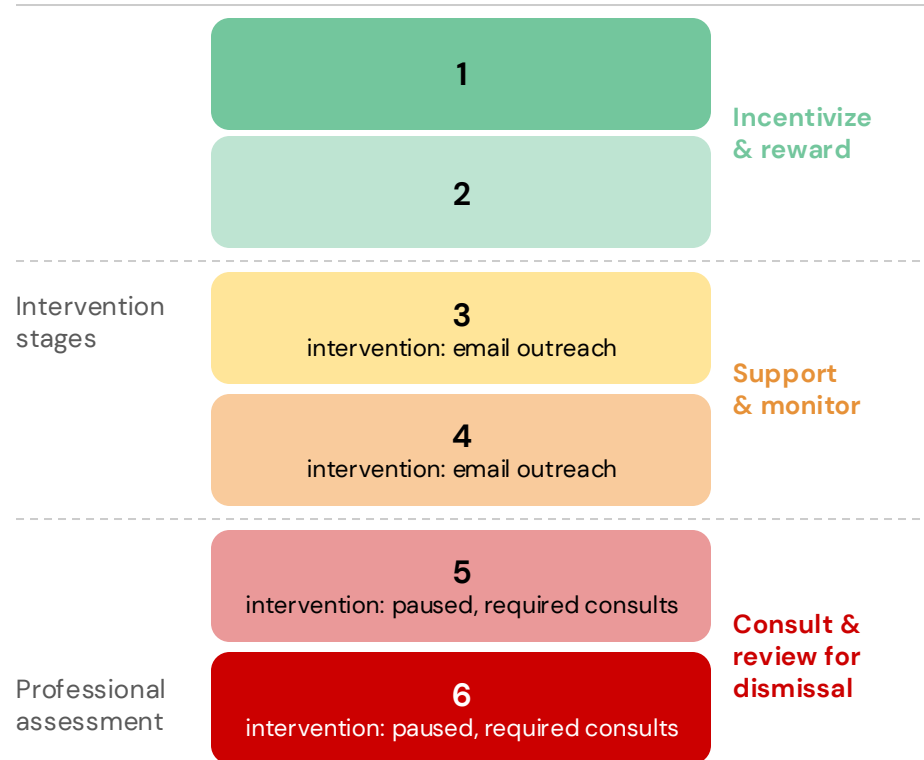 1
Incentivize
& reward
2
Intervention
stages
3
intervention: email outreach
Support
& monitor
4
intervention: email outreach
5
intervention: paused, required consults
Consult &
review for
dismissal
Professional
assessment
6
intervention: paused, required consults